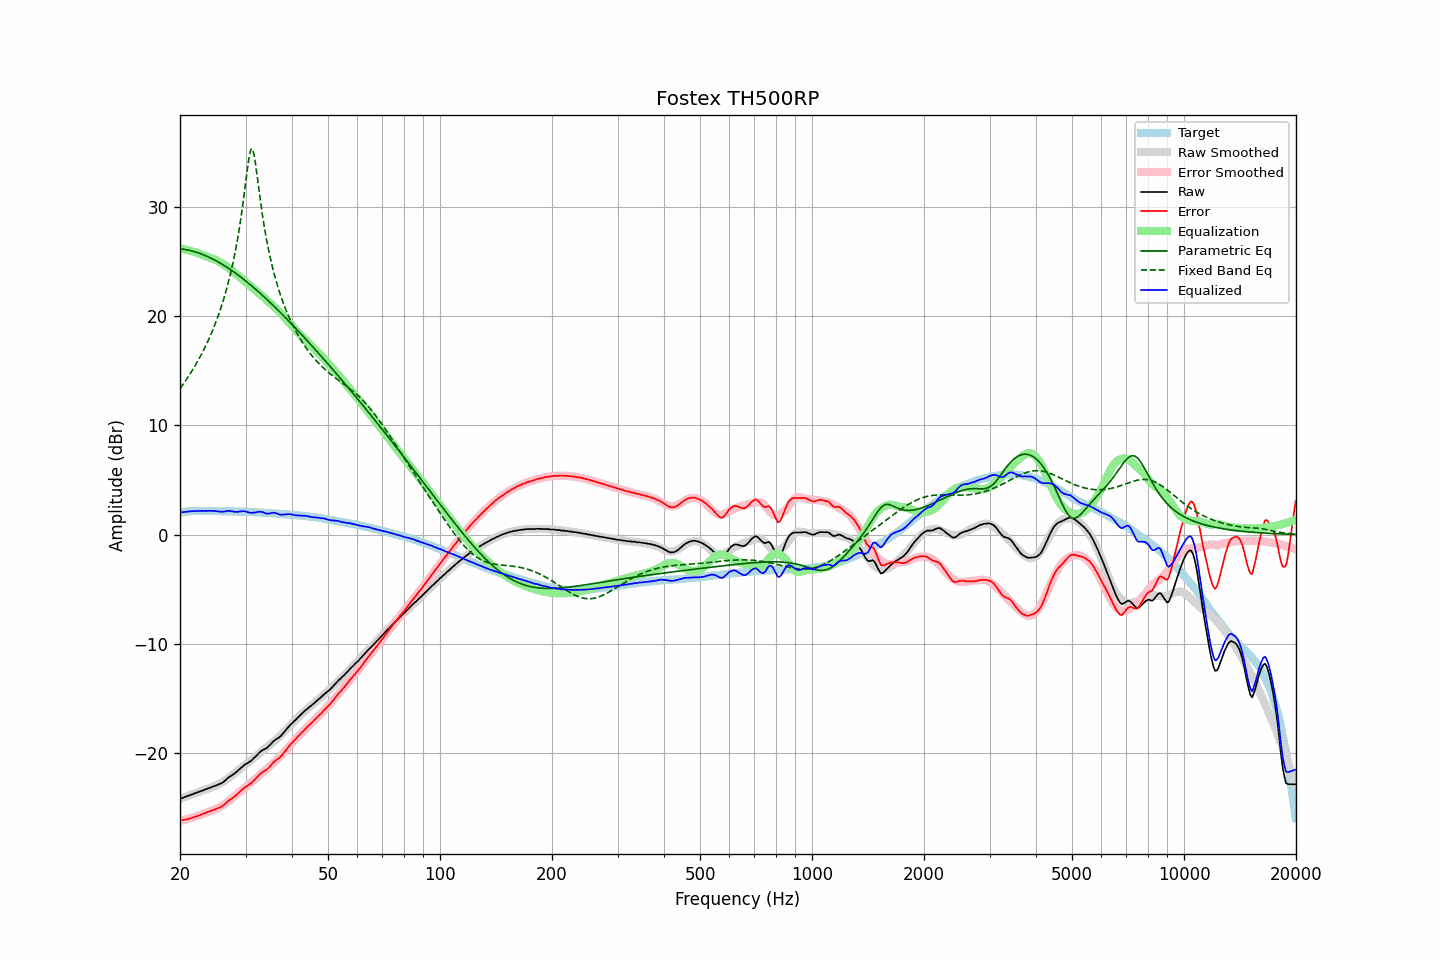 Fostex TH500RP
Target
Raw Smoothed
Error Smoothed
Raw
Error
Equalization
Parametric Eq
Fixed Band Eq
Equalized
30
20
10
0
−10
−20
Amplitude (dBr)
20
50
100
200
500
1000
2000
5000
10000
20000
Frequency (Hz)